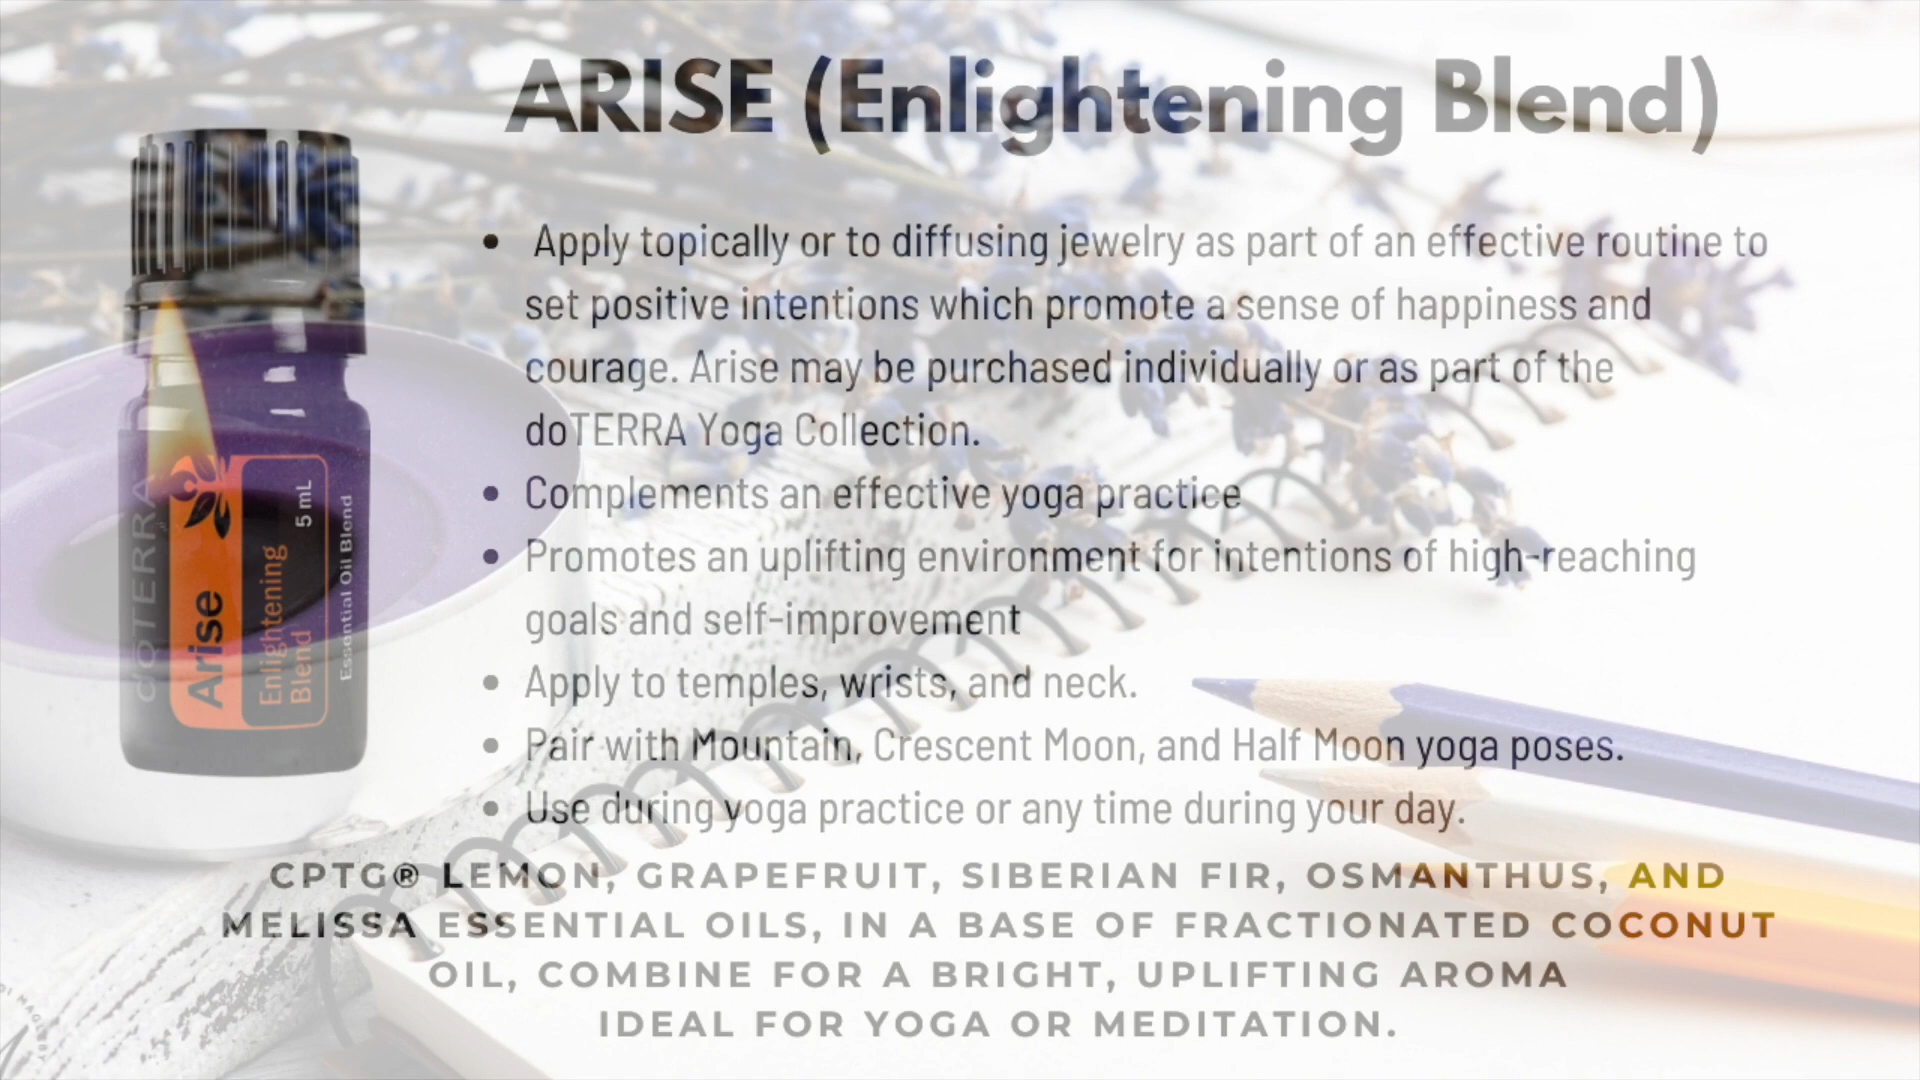 ARISE (Enlightening Blend)
• Apply topically or to diffusing jewelry as part of an effective routine to
set positive intentions which promote a sense of happiness and
courage. Arise may be purchased individually or as part of the
doTERRA Yoga Collection.
• Complements an effective yoga practice
• Promotes an uplifting environment for intentions of high-reaching
goals and self-improvement
• Apply to temples, wrists, and neck.
• Pair with Mountain, Crescent Moon, and Half Moon yoga poses.
• Use during yoga practice or any time during your day.
CPTG® LEMON, GRAPEFRUIT, SIBERIAN FIR, OSMANTHUS, AND
MELISSA ESSENTIAL OILS, IN A BASE OF FRACTIONATED COCONUT
OIL, COMBINE FOR A BRIGHT, UPLIFTING AROMA
IDEAL FOR YOGA OR MEDITATION.
dōTERRA
Arise
Enlightening
Blend
5 mL
Essential Oil Blend